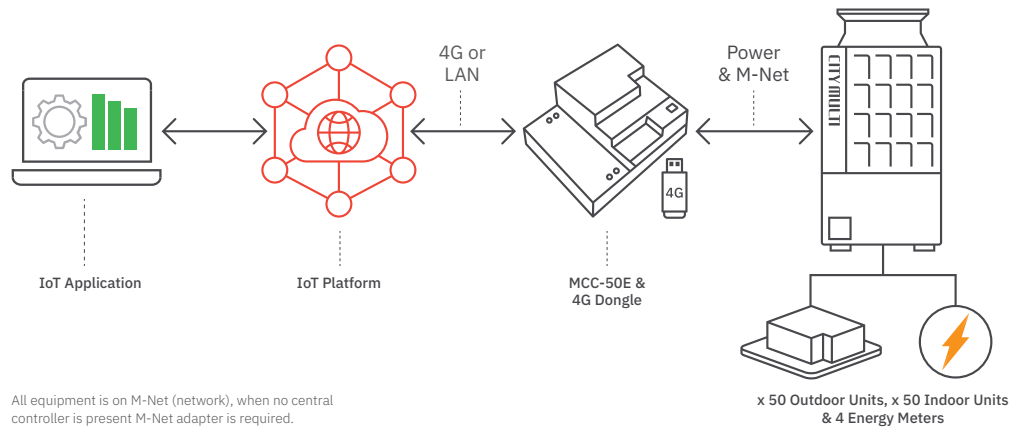 4G or
LAN
Power
& M-Net
CITY MULTI
4G
IoT Application
IoT Platform
MCC-50E &
4G Dongle
x 50 Outdoor Units, x 50 Indoor Units
& 4 Energy Meters
All equipment is on M-Net (network), when no central
controller is present M-Net adapter is required.